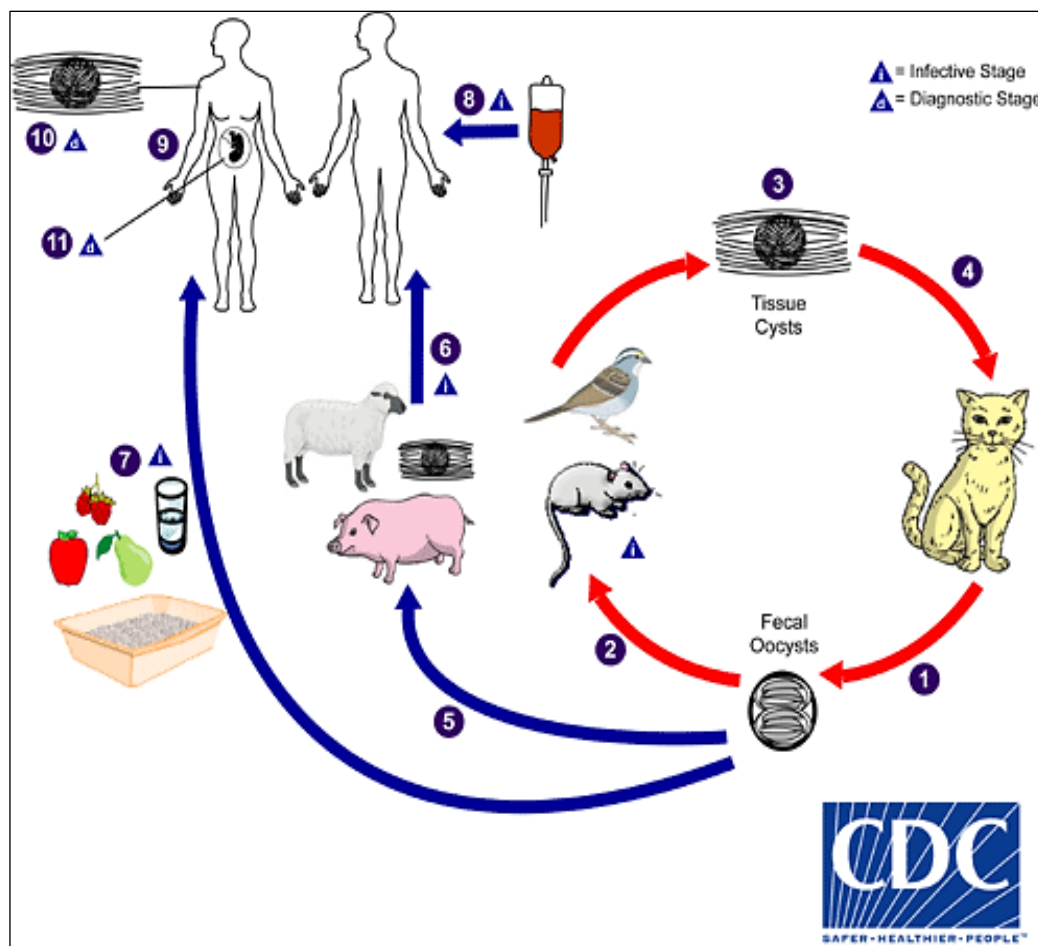 i = Infective Stage
d = Diagnostic Stage
8 i
10 d
9
3
4
Tissue
Cysts
11 d
6
i
7 i
i
Fecal
Oocysts
2
1
5
CDC
SAFER•HEALTHIER•PEOPLE™